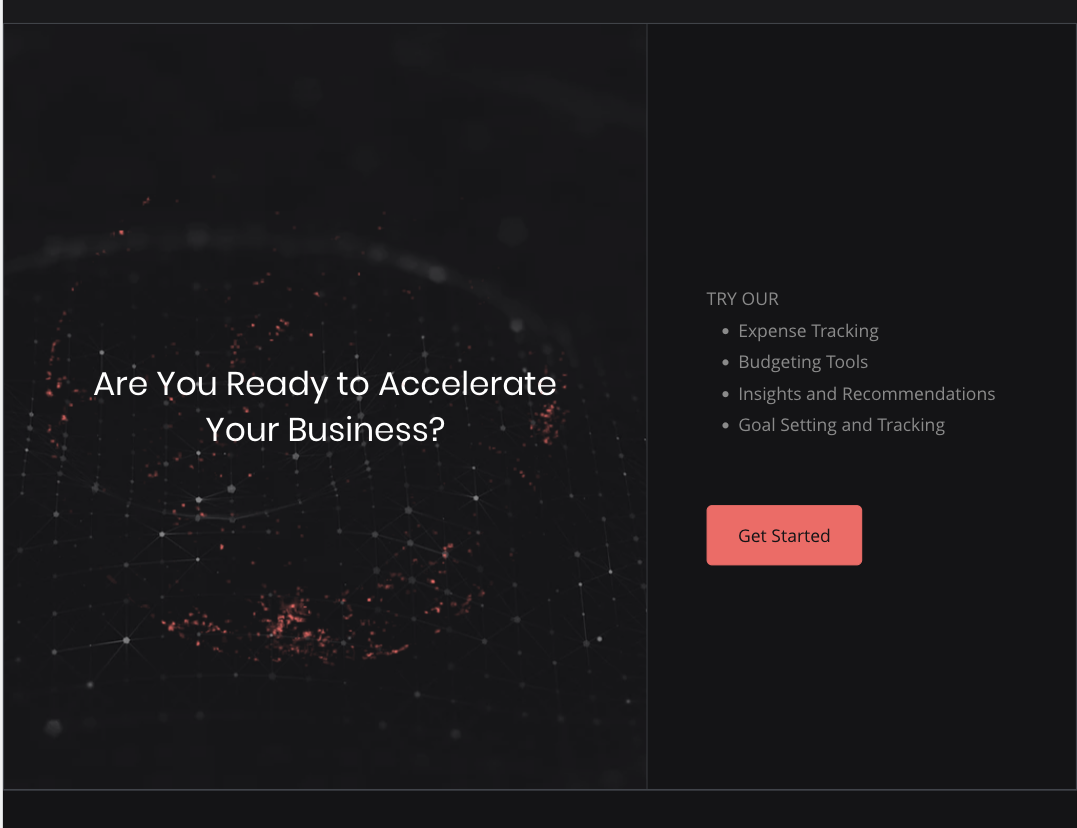 Are You Ready to Accelerate
Your Business?
TRY OUR
• Expense Tracking
• Budgeting Tools
• Insights and Recommendations
• Goal Setting and Tracking
Get Started